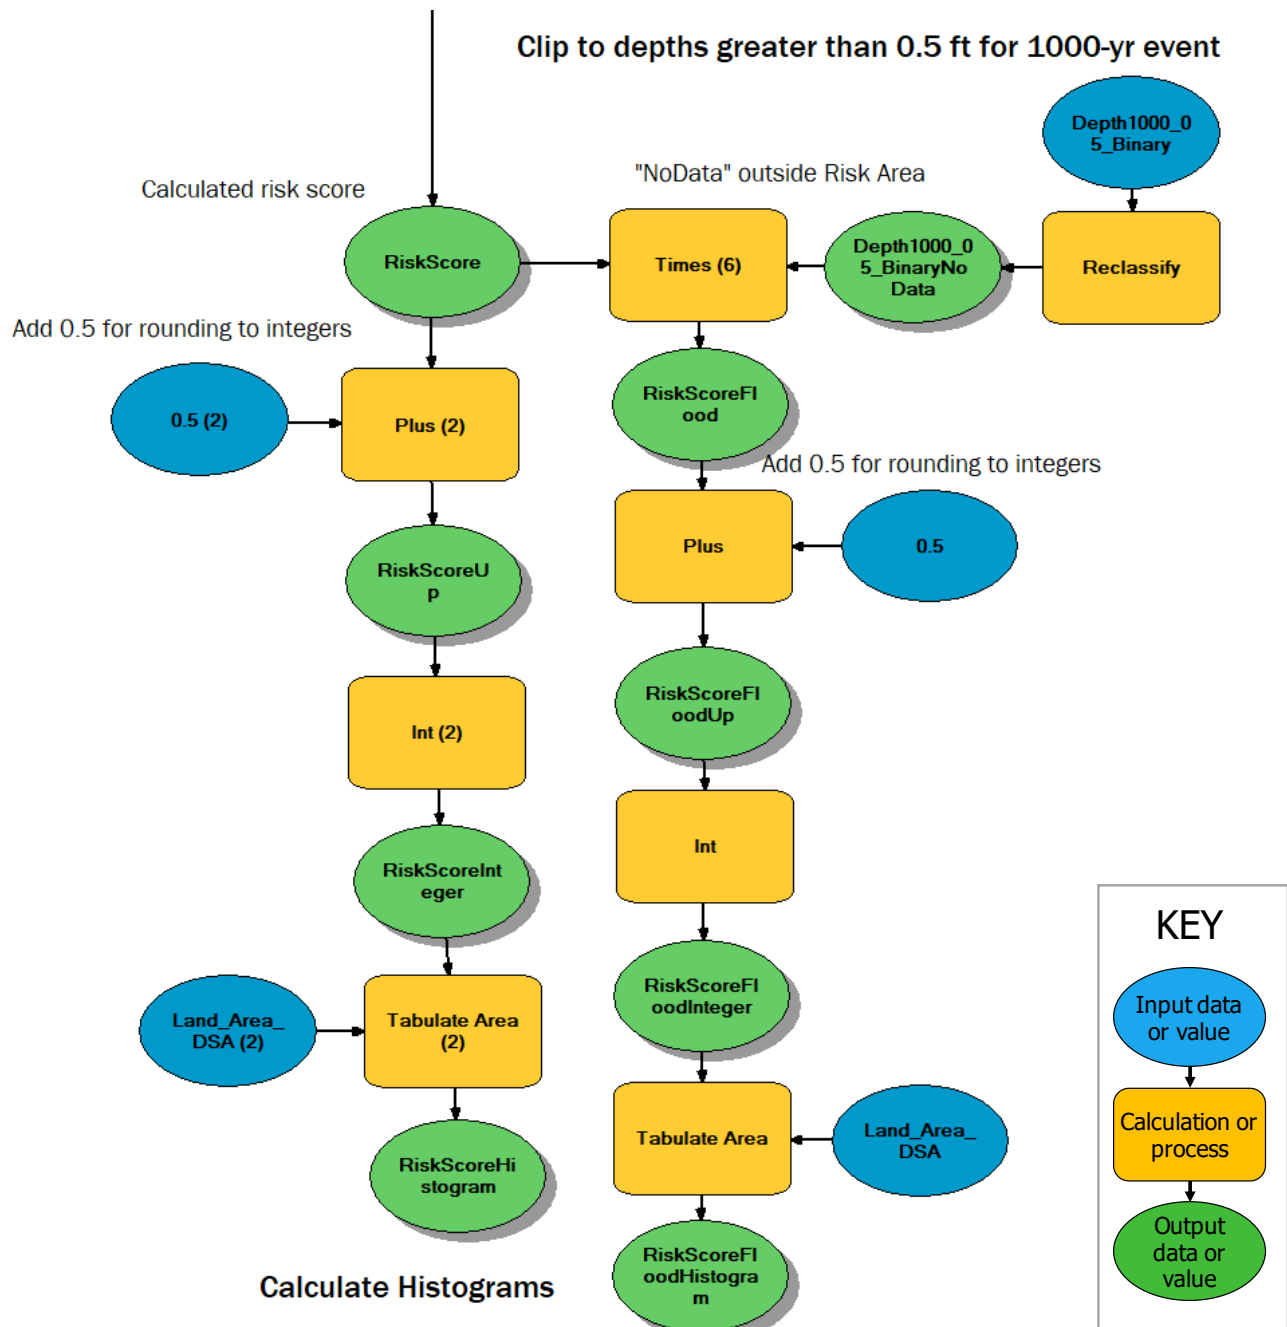 Clip to depths greater than 0.5 ft for 1000-yr event
Depth1000_0
5_Binary
"NoData" outside Risk Area
Calculated risk score
RiskScore
Times (6)
Depth1000_0
5_BinaryNo
Data
Reclassify
Add 0.5 for rounding to integers
0.5 (2)
Plus (2)
RiskScoreFl
ood
Add 0.5 for rounding to integers
Plus
0.5
RiskScoreU
p
RiskScoreFl
oodUp
Int (2)
Int
RiskScoreInt
eger
RiskScoreFl
oodInteger
Land_Area_
DSA (2)
Tabulate Area
(2)
Tabulate Area
Land_Area_
DSA
RiskScoreHi
stogram
RiskScoreFl
oodHistogra
m
Calculate Histograms
KEY
Input data
or value
Calculation or
process
Output
data or
value